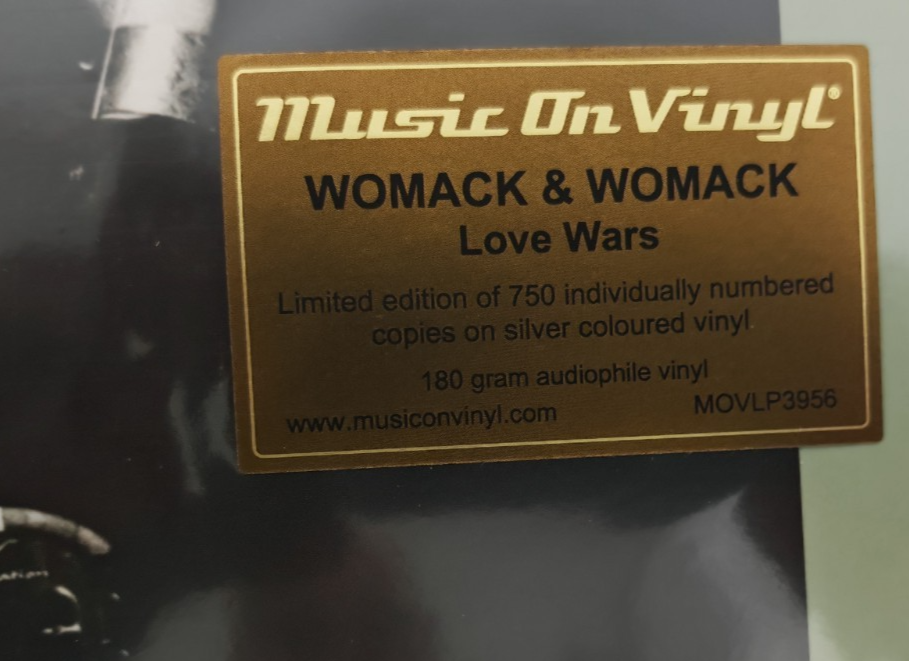 Music On Vinyl®
WOMACK & WOMACK
Love Wars
Limited edition of 750 individually numbered
copies on silver coloured vinyl
180 gram audiophile vinyl
www.musiconvinyl.com MOVLP3956